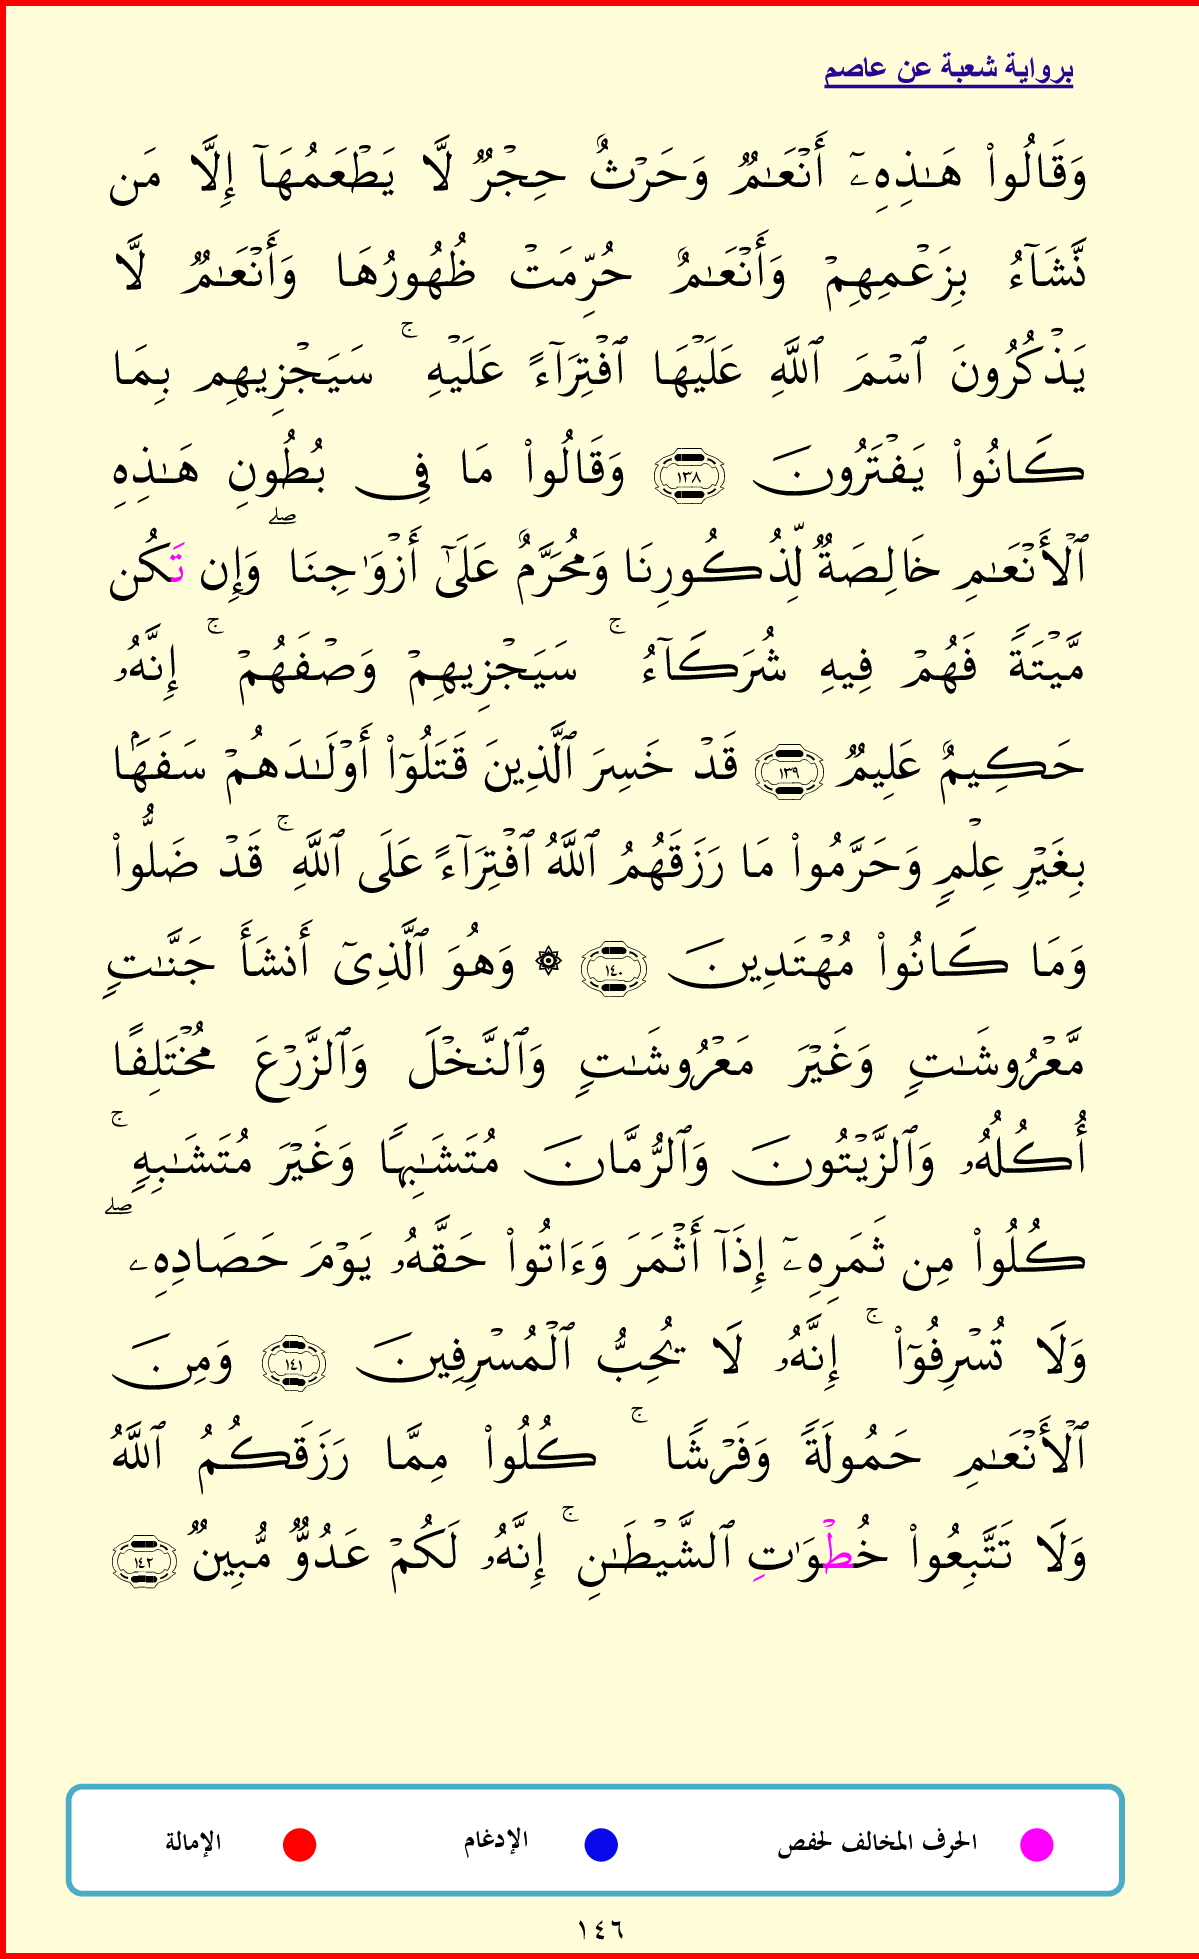 برواية شعبة عن عاصم
وَقَالُوا۟ هَـٰذِهِۦٓ أَنْعَـٰمٌۭ وَحَرْثٌ حِجْرٌۭ لَّا يَطْعَمُهَآ إِلَّا مَن
نَّشَآءُ بِزَعْمِهِمْ وَأَنْعَـٰمٌ حُرِّمَتْ ظُهُورُهَا وَأَنْعَـٰمٌۭ لَّا
يَذْكُرُونَ ٱسْمَ ٱللَّهِ عَلَيْهَا ٱفْتِرَآءً عَلَيْهِ ۚ سَيَجْزِيهِم بِمَا
كَانُوا۟ يَفْتَرُونَ ١٣٨ وَقَالُوا۟ مَا فِى بُطُونِ هَـٰذِهِ
ٱلْأَنْعَـٰمِ خَالِصَةٌۭ لِّذُكُورِنَا وَمُحَرَّمٌ عَلَىٰٓ أَزْوَٰجِنَا ۖ وَإِن تَكُن
مَّيْتَةًۭ فَهُمْ فِيهِ شُرَكَآءُ ۚ سَيَجْزِيهِمْ وَصْفَهُمْ ۚ إِنَّهُۥ
حَكِيمٌ عَلِيمٌۭ ١٣٩ قَدْ خَسِرَ ٱلَّذِينَ قَتَلُوٓا۟ أَوْلَـٰدَهُمْ سَفَهَۢا
بِغَيْرِ عِلْمٍۢ وَحَرَّمُوا۟ مَا رَزَقَهُمُ ٱللَّهُ ٱفْتِرَآءً عَلَى ٱللَّهِ ۚ قَدْ ضَلُّوا۟
وَمَا كَانُوا۟ مُهْتَدِينَ ١٤٠ ۞ وَهُوَ ٱلَّذِىٓ أَنشَأَ جَنَّـٰتٍۢ
مَّعْرُوشَـٰتٍۢ وَغَيْرَ مَعْرُوشَـٰتٍۢ وَٱلنَّخْلَ وَٱلزَّرْعَ مُخْتَلِفًا
أُكُلُهُۥ وَٱلزَّيْتُونَ وَٱلرُّمَّانَ مُتَشَـٰبِهًۭا وَغَيْرَ مُتَشَـٰبِهٍۢ ۚ
كُلُوا۟ مِن ثَمَرِهِۦٓ إِذَآ أَثْمَرَ وَءَاتُوا۟ حَقَّهُۥ يَوْمَ حَصَادِهِۦ ۖ
وَلَا تُسْرِفُوٓا۟ ۚ إِنَّهُۥ لَا يُحِبُّ ٱلْمُسْرِفِينَ ١٤١ وَمِنَ
ٱلْأَنْعَـٰمِ حَمُولَةًۭ وَفَرْشًۭا ۚ كُلُوا۟ مِمَّا رَزَقَكُمُ ٱللَّهُ
وَلَا تَتَّبِعُوا۟ خُطْوَٰتِ ٱلشَّيْطَـٰنِ ۚ إِنَّهُۥ لَكُمْ عَدُوٌّۭ مُّبِينٌۭ ١٤٢
الحرف المخالف لحفص الإدغام الإمالة
١٤٦